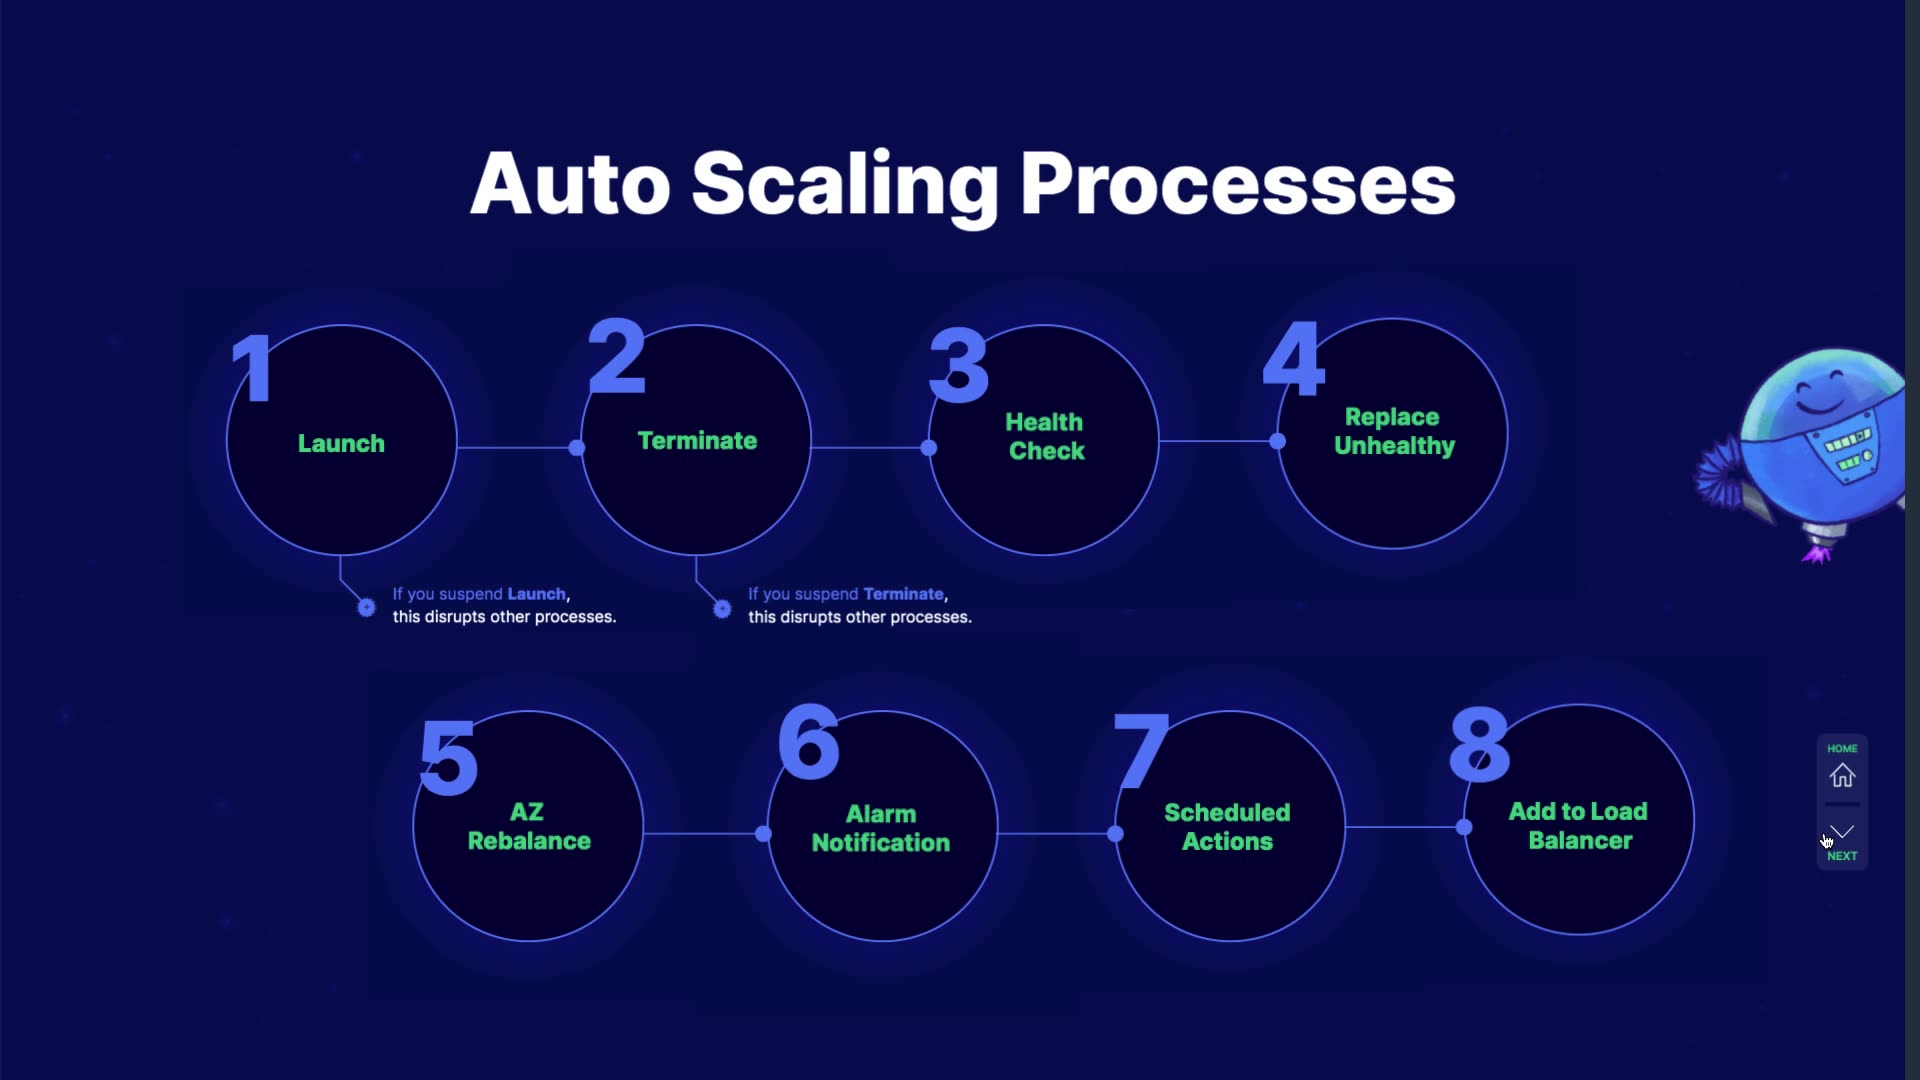 Auto Scaling Processes
1
Launch
2
Terminate
3
Health
Check
4
Replace
Unhealthy
If you suspend Launch,
this disrupts other processes.
If you suspend Terminate,
this disrupts other processes.
5
AZ
Rebalance
6
Alarm
Notification
7
Scheduled
Actions
8
Add to Load
Balancer
HOME
NEXT